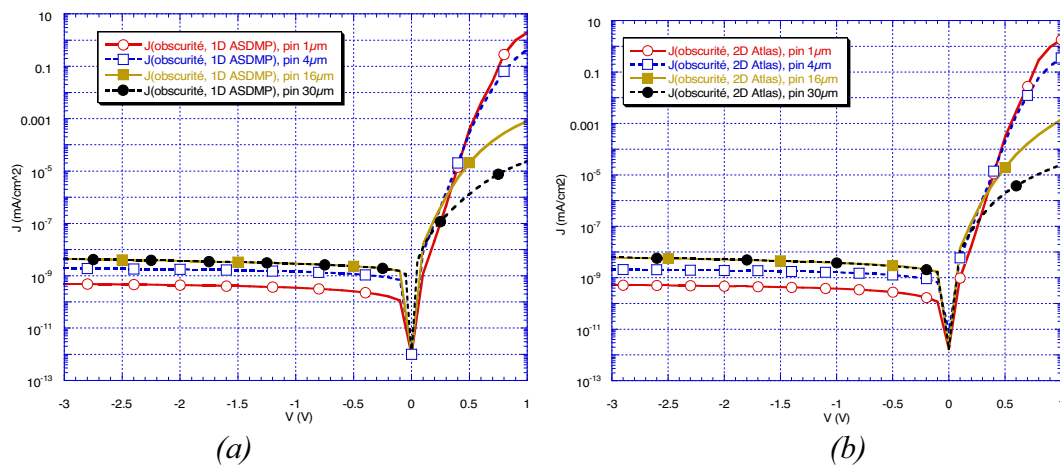 10
0.1
0.001
10-5
10-7
10-9
10-11
10-13
J (mA/cm^2)
J(obscurité, 1D ASDMP), pin 1µm
J(obscurité, 1D ASDMP), pin 4µm
J(obscurité, 1D ASDMP), pin 16µm
J(obscurité, 1D ASDMP), pin 30µm
-3 -2.5 -2 -1.5 -1 -0.5 0 0.5 1
V (V)
(a)
10
0.1
0.001
10-5
10-7
10-9
10-11
10-13
J (mA/cm2)
J(obscurité, 2D Atlas), pin 1µm
J(obscurité, 2D Atlas), pin 4µm
J(obscurité, 2D Atlas), pin 16µm
J(obscurité, 2D Atlas), pin 30µm
-3 -2.5 -2 -1.5 -1 -0.5 0 0.5 1
V (V)
(b)